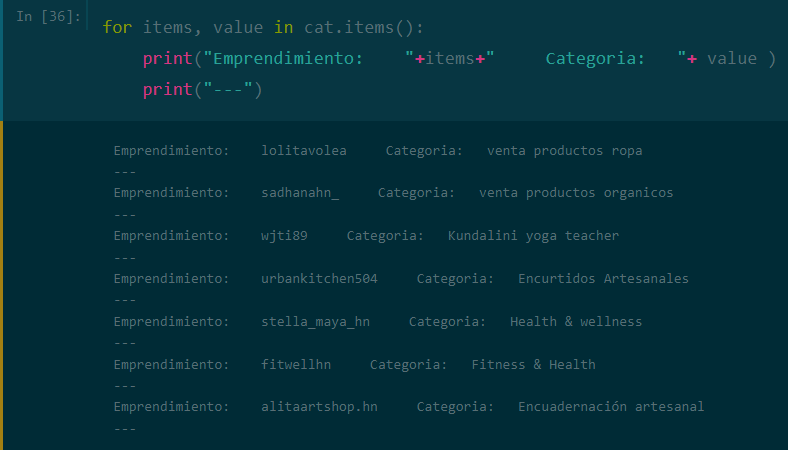 In [36]:
for items, value in cat.items():
    print("Emprendimiento:    "+items+"     Categoria:   "+ value )
    print("---")
Emprendimiento:    lolitavolea     Categoria:   venta productos ropa
---
Emprendimiento:    sadhanahn_     Categoria:   venta productos organicos
---
Emprendimiento:    wjti89     Categoria:   Kundalini yoga teacher
---
Emprendimiento:    urbankitchen504     Categoria:   Encurtidos Artesanales
---
Emprendimiento:    stella_maya_hn     Categoria:   Health & wellness
---
Emprendimiento:    fitwellhn     Categoria:   Fitness & Health
---
Emprendimiento:    alitaartshop.hn     Categoria:   Encuadernación artesanal
---